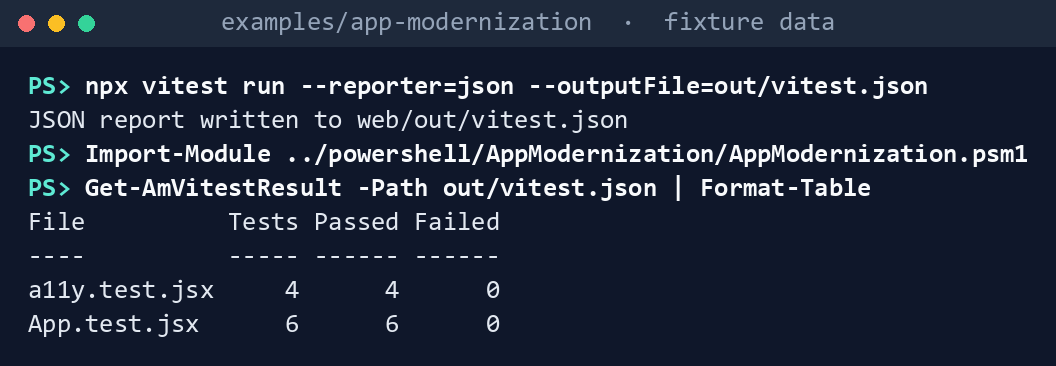 examples/app-modernization · fixture data
PS> npx vitest run --reporter=json --outputFile=out/vitest.json
JSON report written to web/out/vitest.json
PS> Import-Module ../powershell/AppModernization/AppModernization.psm1
PS> Get-AmVitestResult -Path out/vitest.json | Format-Table
File          Tests Passed Failed
----          ----- ------ ------
a11y.test.jsx     4      4      0
App.test.jsx      6      6      0